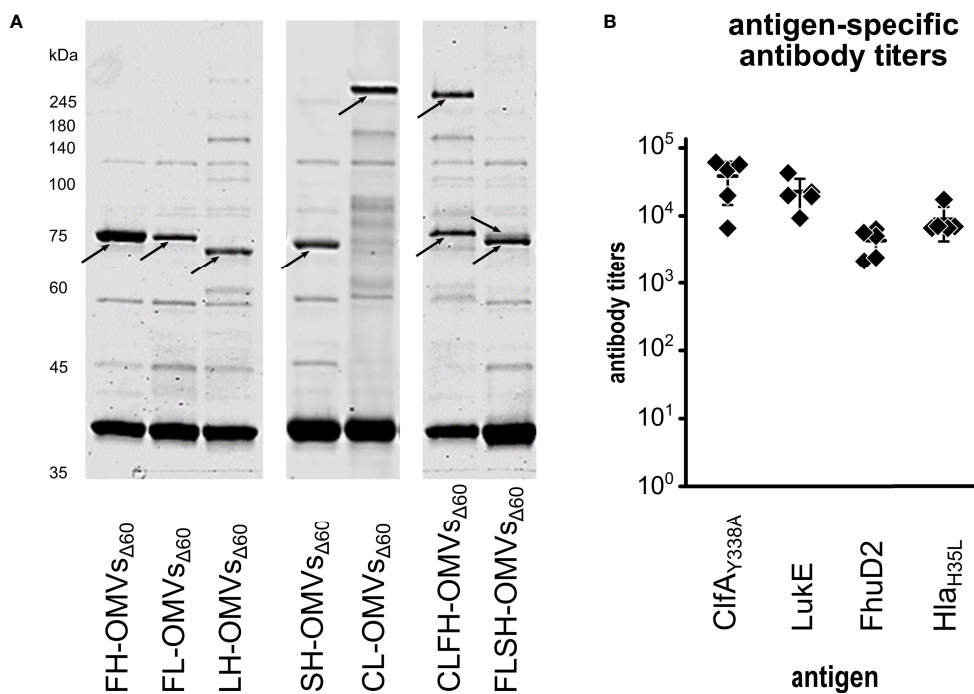 A
kDa
245
180
140
100
75
60
45
35
FH-OMVsΔ60
FL-OMVsΔ60
LH-OMVsΔ60
SH-OMVsΔ60
CL-OMVsΔ60
CLFH-OMVsΔ60
FLSH-OMVsΔ60
B
antigen-specific
antibody titers
antibody titers
10⁵
10⁴
10³
10²
10¹
10⁰
ClfA_Y338A
LukE
FhuD2
Hla_H35L
antigen